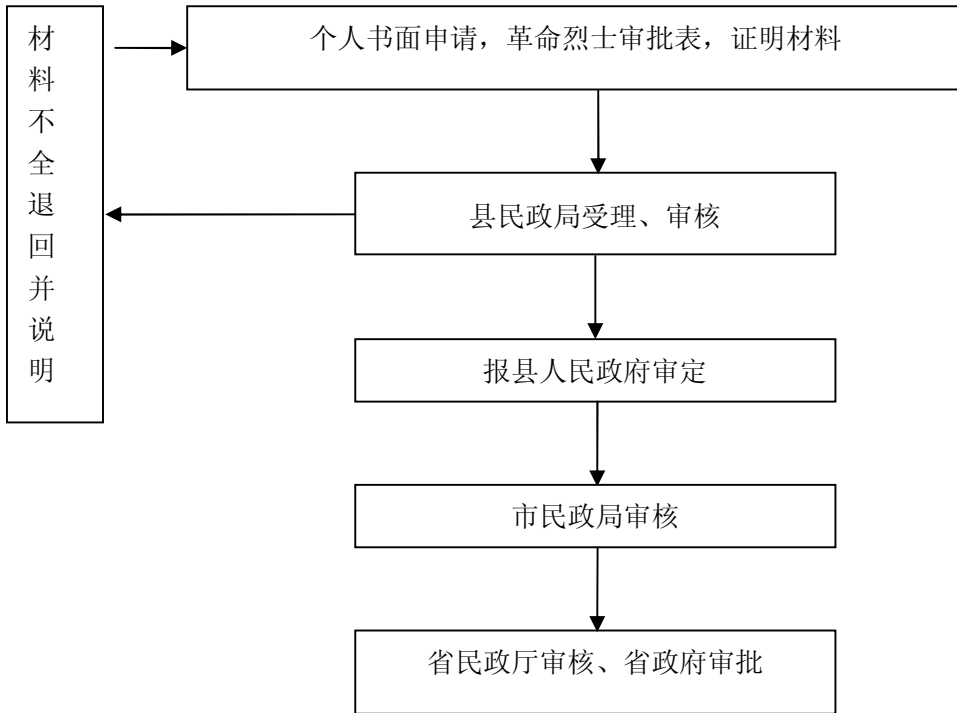 材料不全退回并说明
个人书面申请，革命烈士审批表，证明材料
县民政局受理、审核
报县人民政府审定
市民政局审核
省民政厅审核、省政府审批